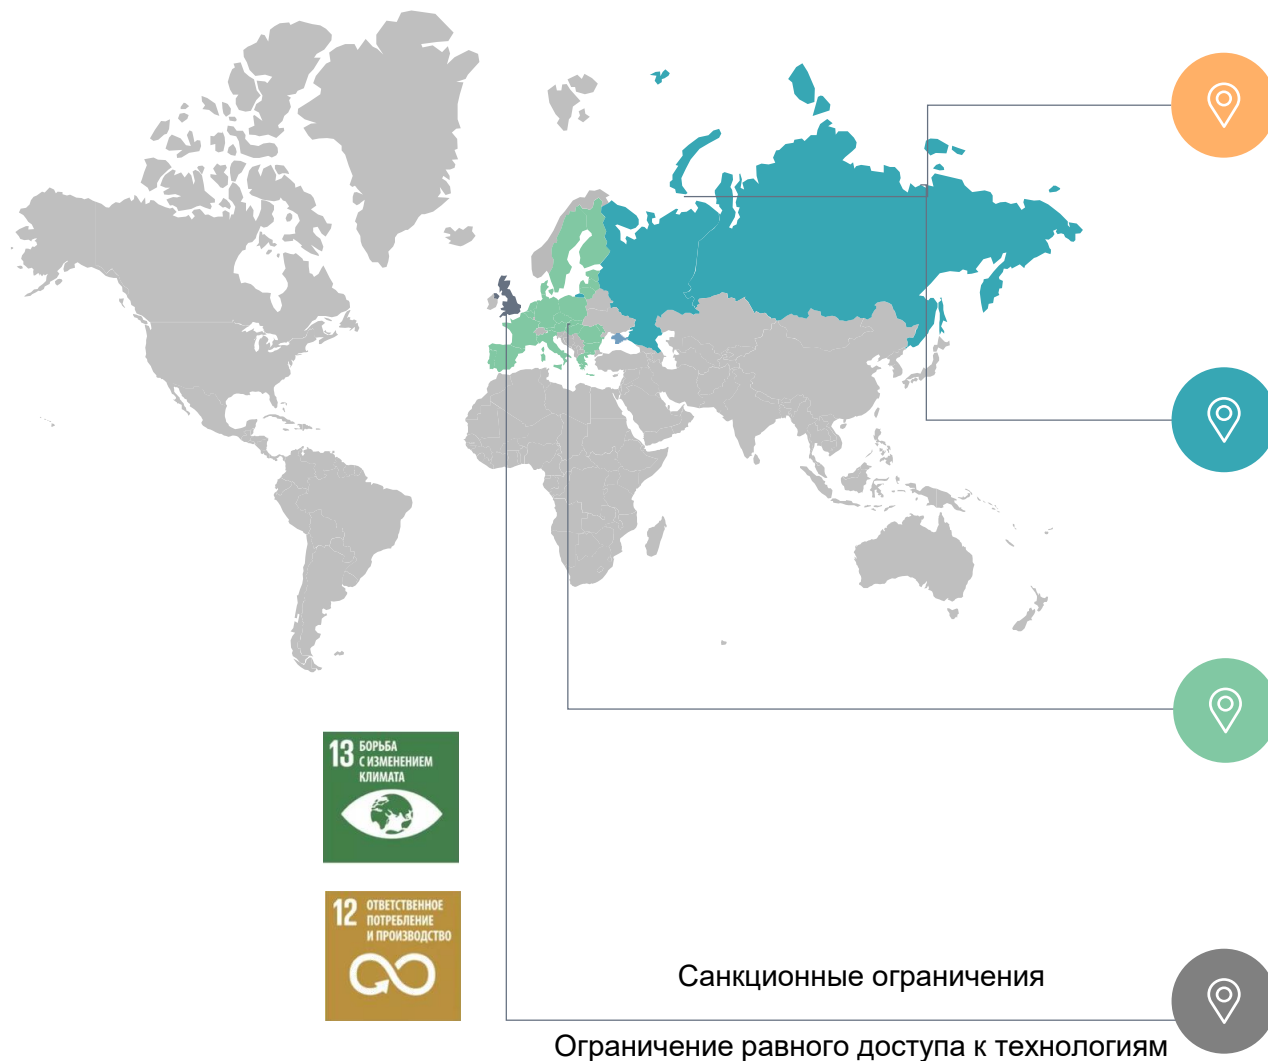 13 БОРЬБА
С ИЗМЕНЕНИЕМ
КЛИМАТА
12 ОТВЕТСТВЕННОЕ
ПОТРЕБЛЕНИЕ
И ПРОИЗВОДСТВО
Санкционные ограничения
Ограничение равного доступа к технологиям